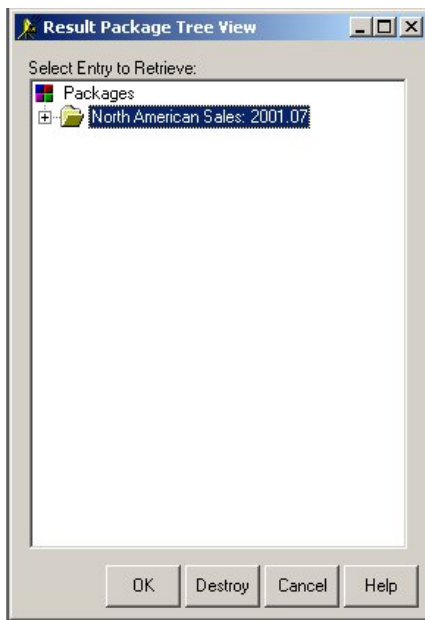 Result Package Tree View
Select Entry to Retrieve:
Packages
North American Sales: 2001.07
OK Destroy Cancel Help